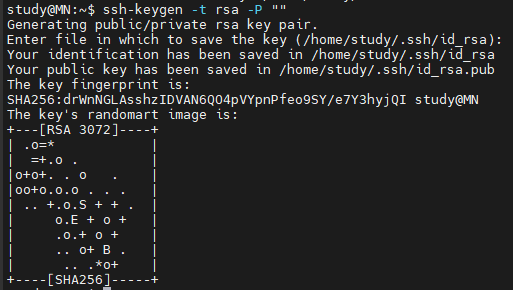 study@MN:~$ ssh-keygen -t rsa -P ""
Generating public/private rsa key pair.
Enter file in which to save the key (/home/study/.ssh/id_rsa):
Your identification has been saved in /home/study/.ssh/id_rsa
Your public key has been saved in /home/study/.ssh/id_rsa.pub
The key fingerprint is:
SHA256:drWnNGLAsshzIDVAN6QO4pVYpnPfeo9SY/e7Y3hyjQI study@MN
The key's randomart image is:
+---[RSA 3072]----+
| .o=*            |
|  =+.o .         |
|o+o+. . o   .    |
|oo+o.o.o . . .   |
| .. +.o.S + + .  |
|     o.E + o +   |
|     .o.+ o +    |
|      .. o+ B .  |
|       .. .*o+   |
+----[SHA256]-----+